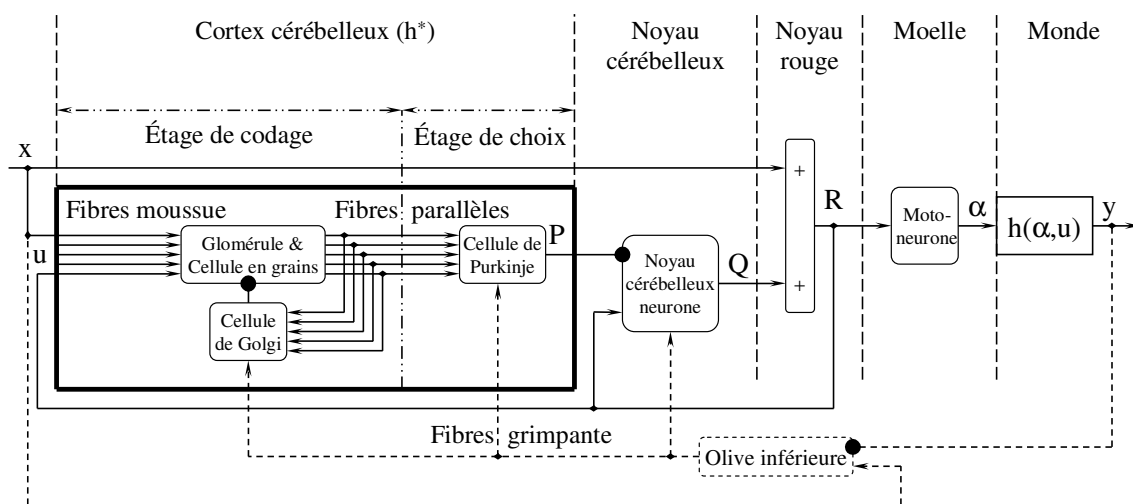 Cortex cérébelleux (h*)
Noyau
cérébelleux
Noyau
rouge
Moelle
Monde
Étage de codage
Étage de choix
x
Fibres moussue
Fibres parallèles
u
Glomérule &
Cellule en grains
Cellule de
Purkinje
P
Noyau
cérébelleux
neurone
Q
+
+
R
Moto-
neurone
α
h(α,u)
y
Cellule
de Golgi
Fibres grimpante
Olive inférieure